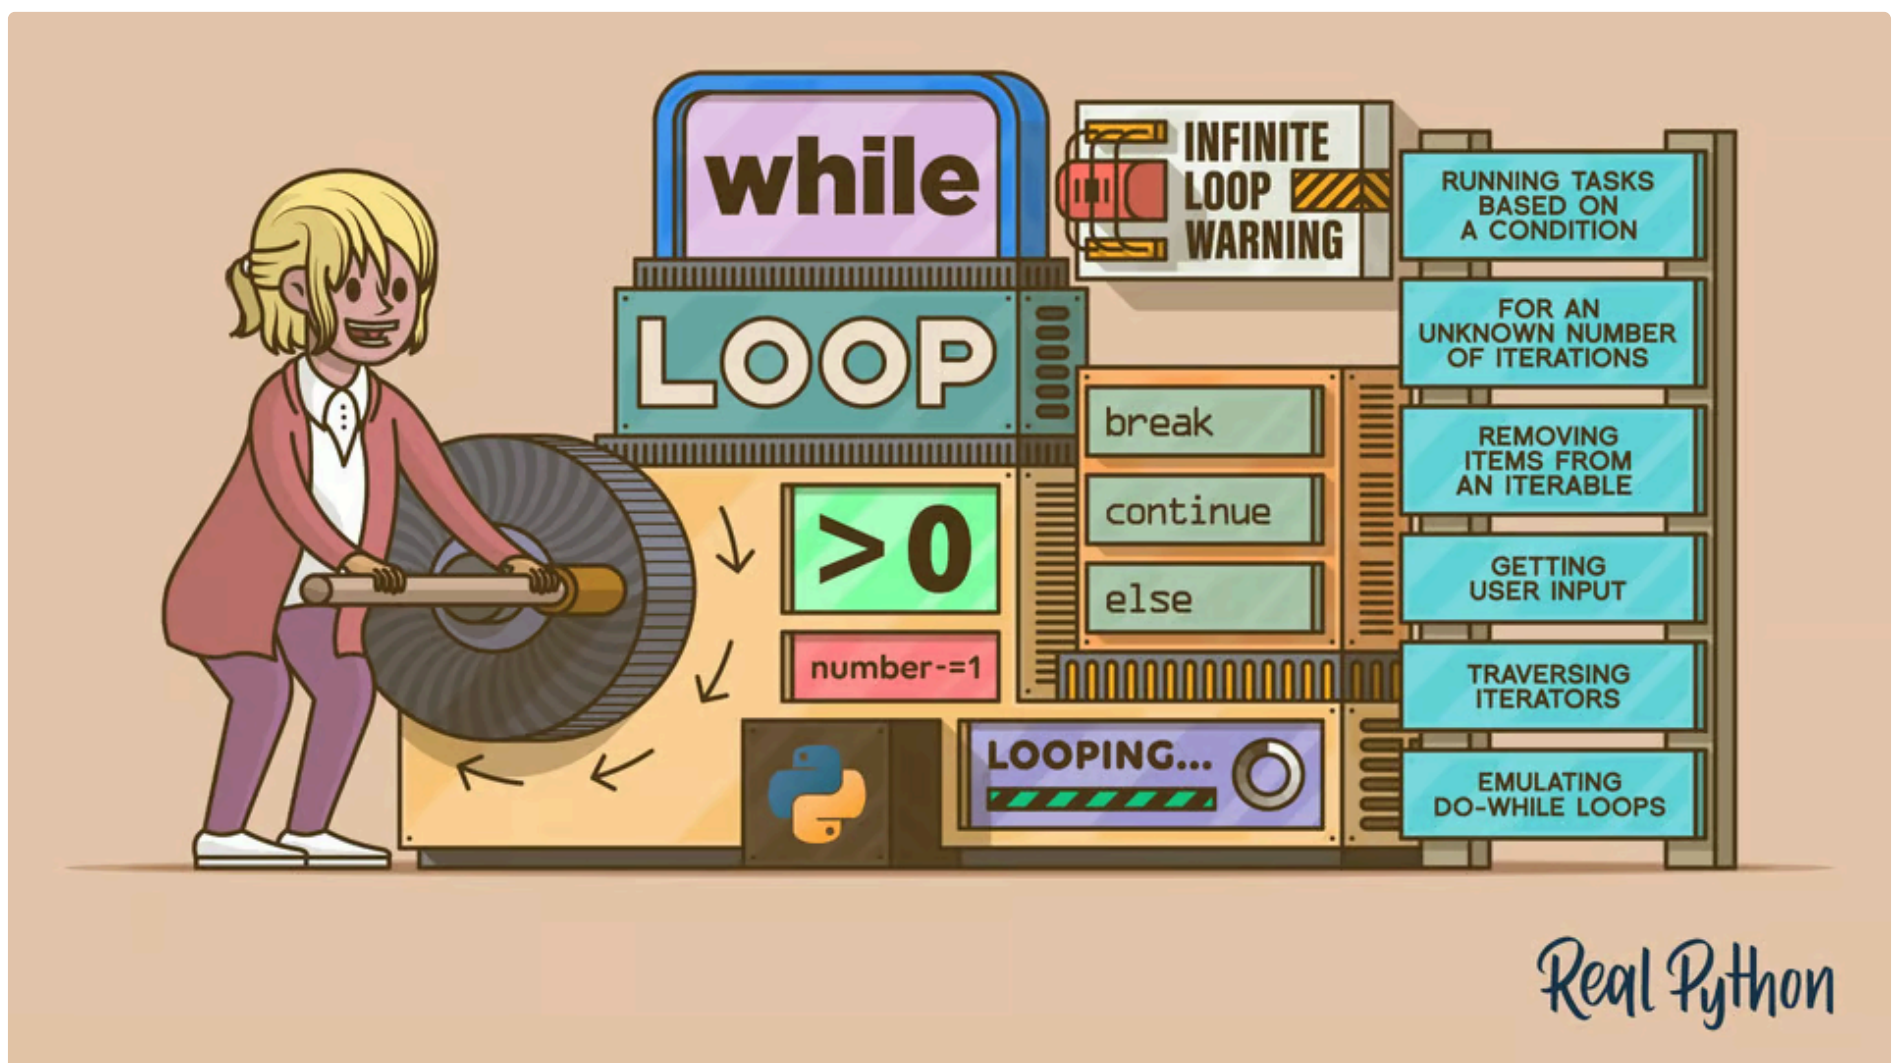 while
LOOP
INFINITE
LOOP
WARNING
> 0
number-=1
LOOPING...
break
continue
else
RUNNING TASKS
BASED ON
A CONDITION
FOR AN
UNKNOWN NUMBER
OF ITERATIONS
REMOVING
ITEMS FROM
AN ITERABLE
GETTING
USER INPUT
TRAVERSING
ITERATORS
EMULATING
DO-WHILE LOOPS
Real Python